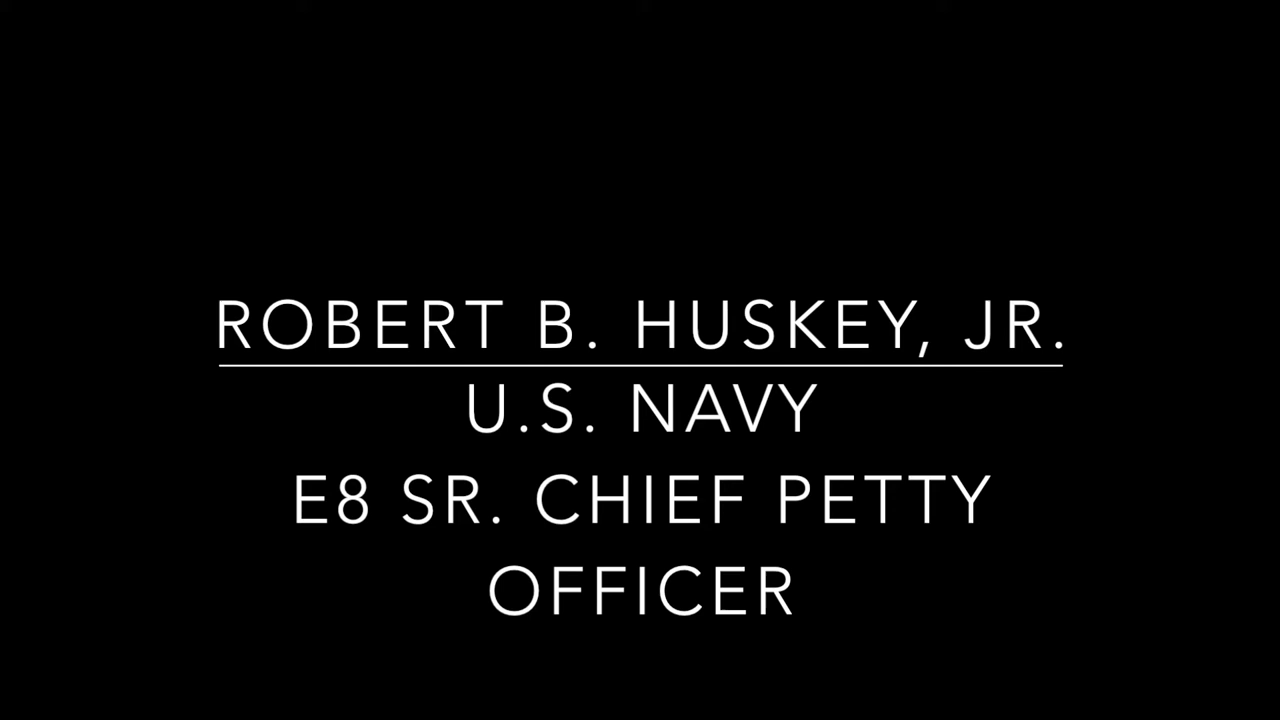 ROBERT B. HUSKEY, JR.
U.S. NAVY
E8 SR. CHIEF PETTY
OFFICER